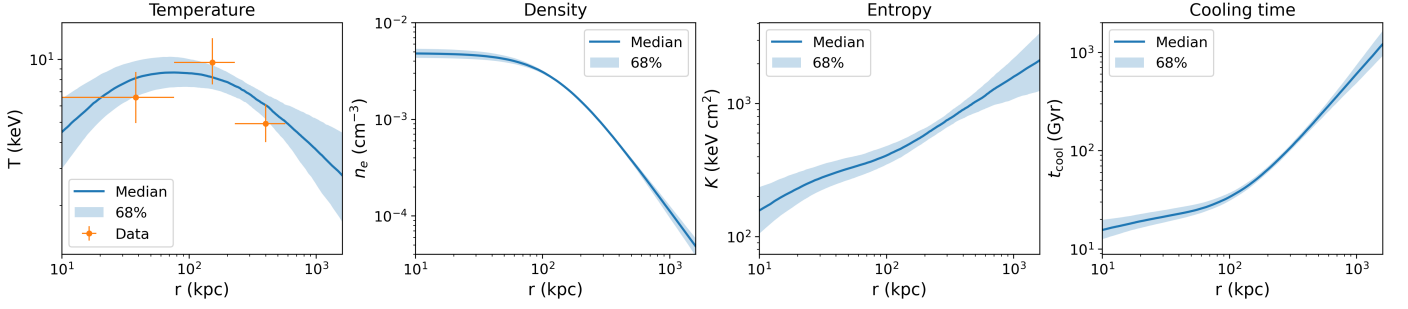 Temperature
T (keV)
10¹
Median
68%
Data
10¹ 10² 10³
r (kpc)
Density
nₑ (cm⁻³)
10⁻²
10⁻³
10⁻⁴
Median
68%
10¹ 10² 10³
r (kpc)
Entropy
K (keV cm²)
10³
10²
Median
68%
10¹ 10² 10³
r (kpc)
Cooling time
t_cool (Gyr)
10³
10²
10¹
Median
68%
10¹ 10² 10³
r (kpc)